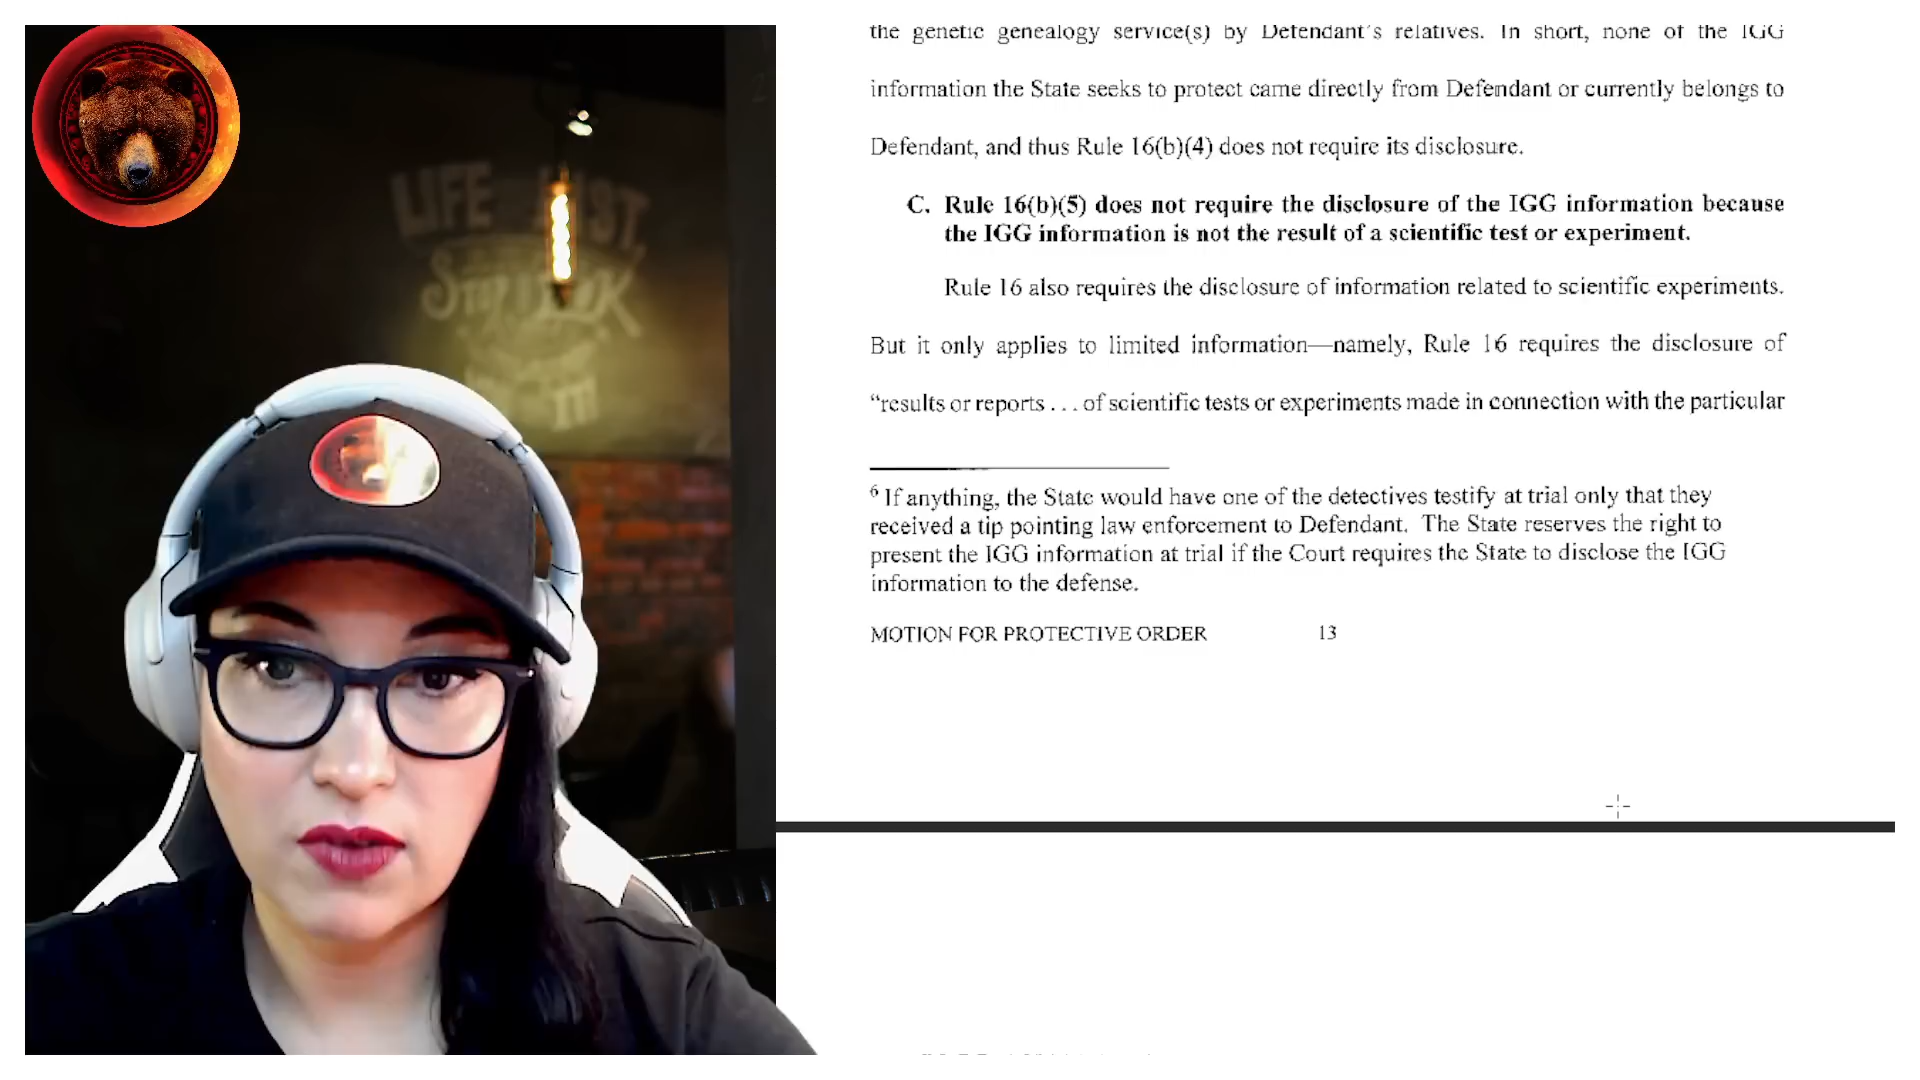 LIFE
the genetic genealogy service(s) by Defendant's relatives. In short, none of the IGG
information the State seeks to protect came directly from Defendant or currently belongs to
Defendant, and thus Rule 16(b)(4) does not require its disclosure.
C. Rule 16(b)(5) does not require the disclosure of the IGG information because
the IGG information is not the result of a scientific test or experiment.
Rule 16 also requires the disclosure of information related to scientific experiments.
But it only applies to limited information—namely, Rule 16 requires the disclosure of
“results or reports . . . of scientific tests or experiments made in connection with the particular
6 If anything, the State would have one of the detectives testify at trial only that they
received a tip pointing law enforcement to Defendant. The State reserves the right to
present the IGG information at trial if the Court requires the State to disclose the IGG
information to the defense.
MOTION FOR PROTECTIVE ORDER 13